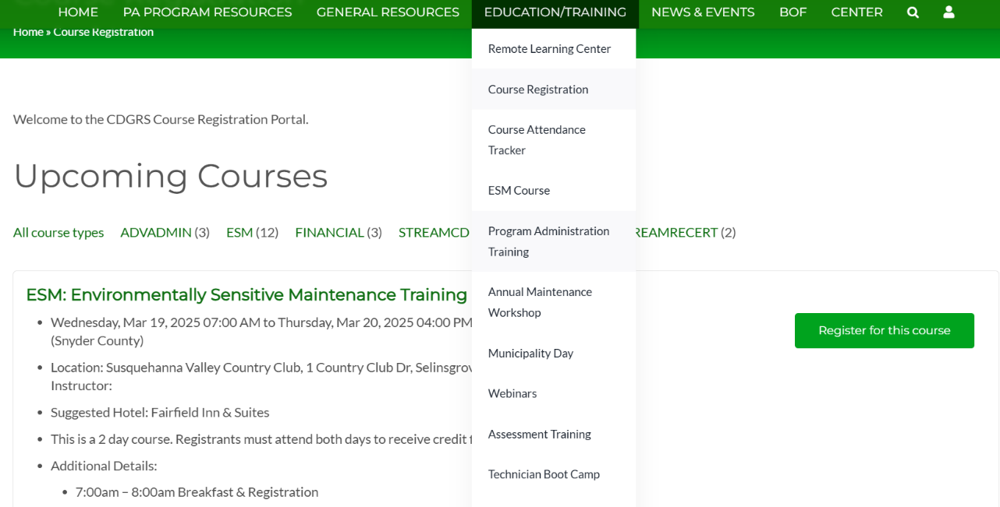 HOME PA PROGRAM RESOURCES GENERAL RESOURCES EDUCATION/TRAINING NEWS & EVENTS BOF CENTER
Home » Course Registration
Remote Learning Center
Course Registration
Course Attendance
Tracker
ESM Course
Program Administration
Training
Annual Maintenance
Workshop
Municipality Day
Webinars
Assessment Training
Technician Boot Camp
Welcome to the CDGRS Course Registration Portal.
Upcoming Courses
All course types ADVADMIN (3) ESM (12) FINANCIAL (3) STREAMCD REAMRECERT (2)
ESM: Environmentally Sensitive Maintenance Training
• Wednesday, Mar 19, 2025 07:00 AM to Thursday, Mar 20, 2025 04:00 PM
(Snyder County)
• Location: Susquehanna Valley Country Club, 1 Country Club Dr, Selinsgrov
Instructor:
• Suggested Hotel: Fairfield Inn & Suites
• This is a 2 day course. Registrants must attend both days to receive credit
• Additional Details:
• 7:00am – 8:00am Breakfast & Registration
Register for this course